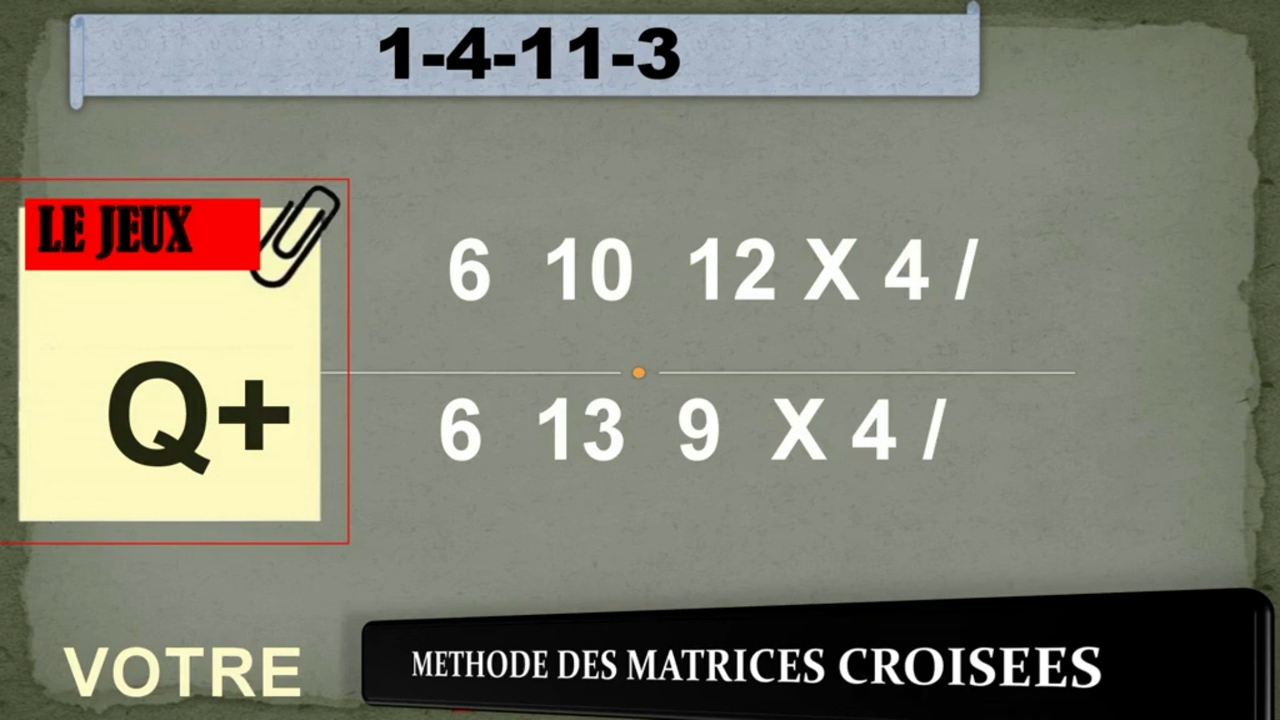 1-4-11-3
LE JEUX
Q+
6 10 12 X 4 /
6 13 9 X 4 /
VOTRE
METHODE DES MATRICES CROISEES